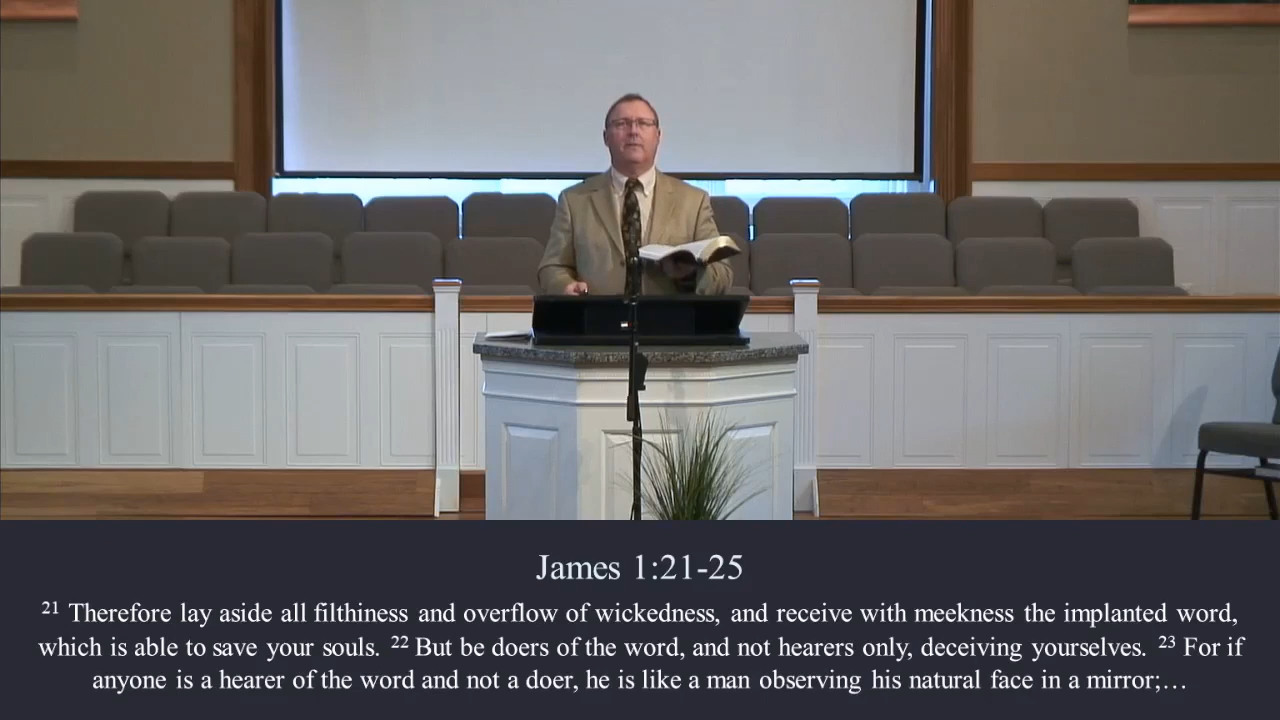 James 1:21-25
21 Therefore lay aside all filthiness and overflow of wickedness, and receive with meekness the implanted word,
which is able to save your souls. 22 But be doers of the word, and not hearers only, deceiving yourselves. 23 For if
anyone is a hearer of the word and not a doer, he is like a man observing his natural face in a mirror;…